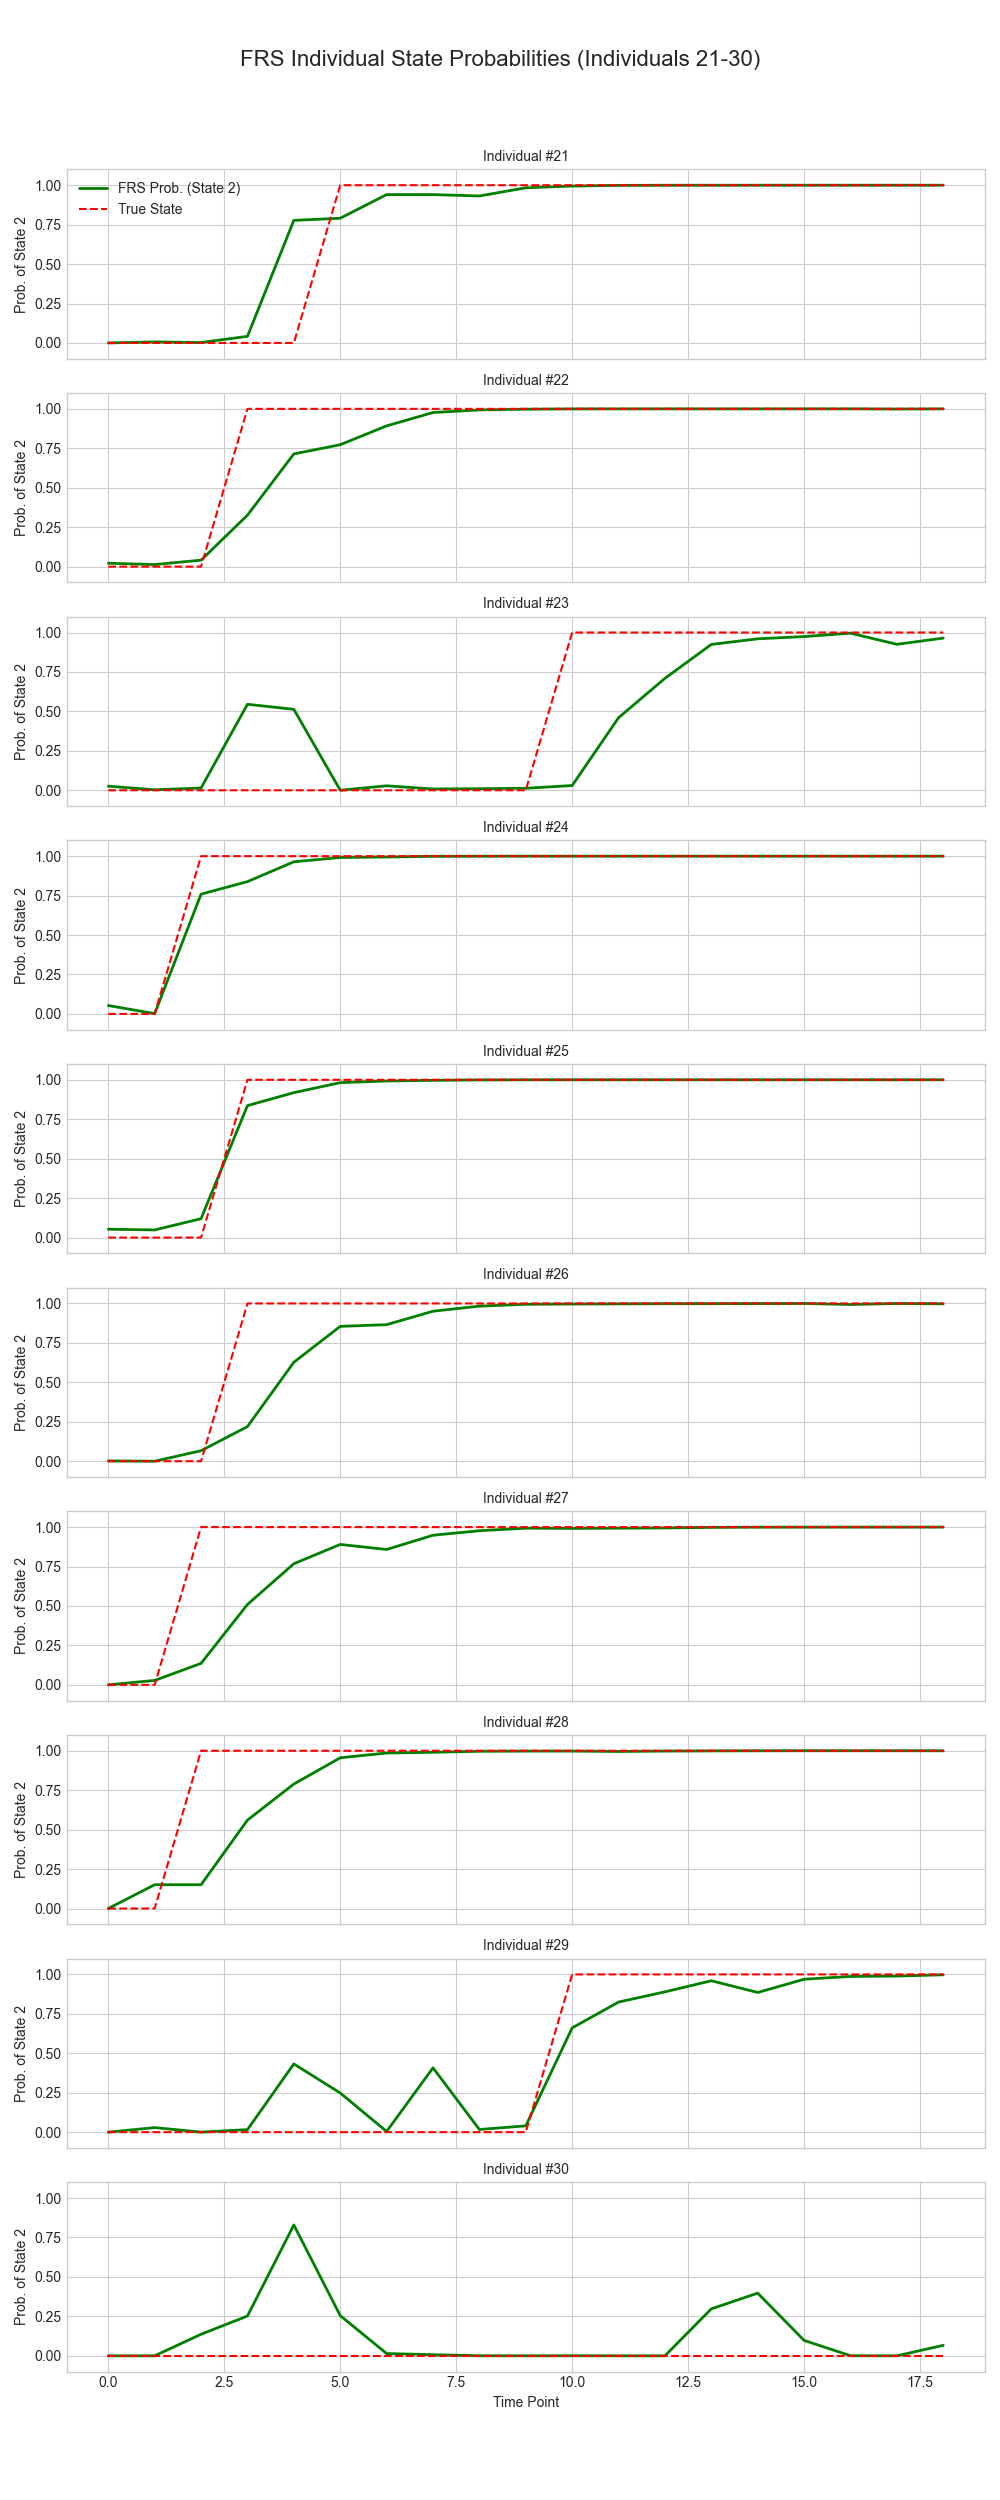 FRS Individual State Probabilities (Individuals 21-30)
Individual #21
FRS Prob. (State 2)
True State
1.00
0.75
0.50
0.25
0.00
Prob. of State 2
Individual #22
1.00
0.75
0.50
0.25
0.00
Prob. of State 2
Individual #23
1.00
0.75
0.50
0.25
0.00
Prob. of State 2
Individual #24
1.00
0.75
0.50
0.25
0.00
Prob. of State 2
Individual #25
1.00
0.75
0.50
0.25
0.00
Prob. of State 2
Individual #26
1.00
0.75
0.50
0.25
0.00
Prob. of State 2
Individual #27
1.00
0.75
0.50
0.25
0.00
Prob. of State 2
Individual #28
1.00
0.75
0.50
0.25
0.00
Prob. of State 2
Individual #29
1.00
0.75
0.50
0.25
0.00
Prob. of State 2
Individual #30
1.00
0.75
0.50
0.25
0.00
Prob. of State 2
0.0 2.5 5.0 7.5 10.0 12.5 15.0 17.5
Time Point